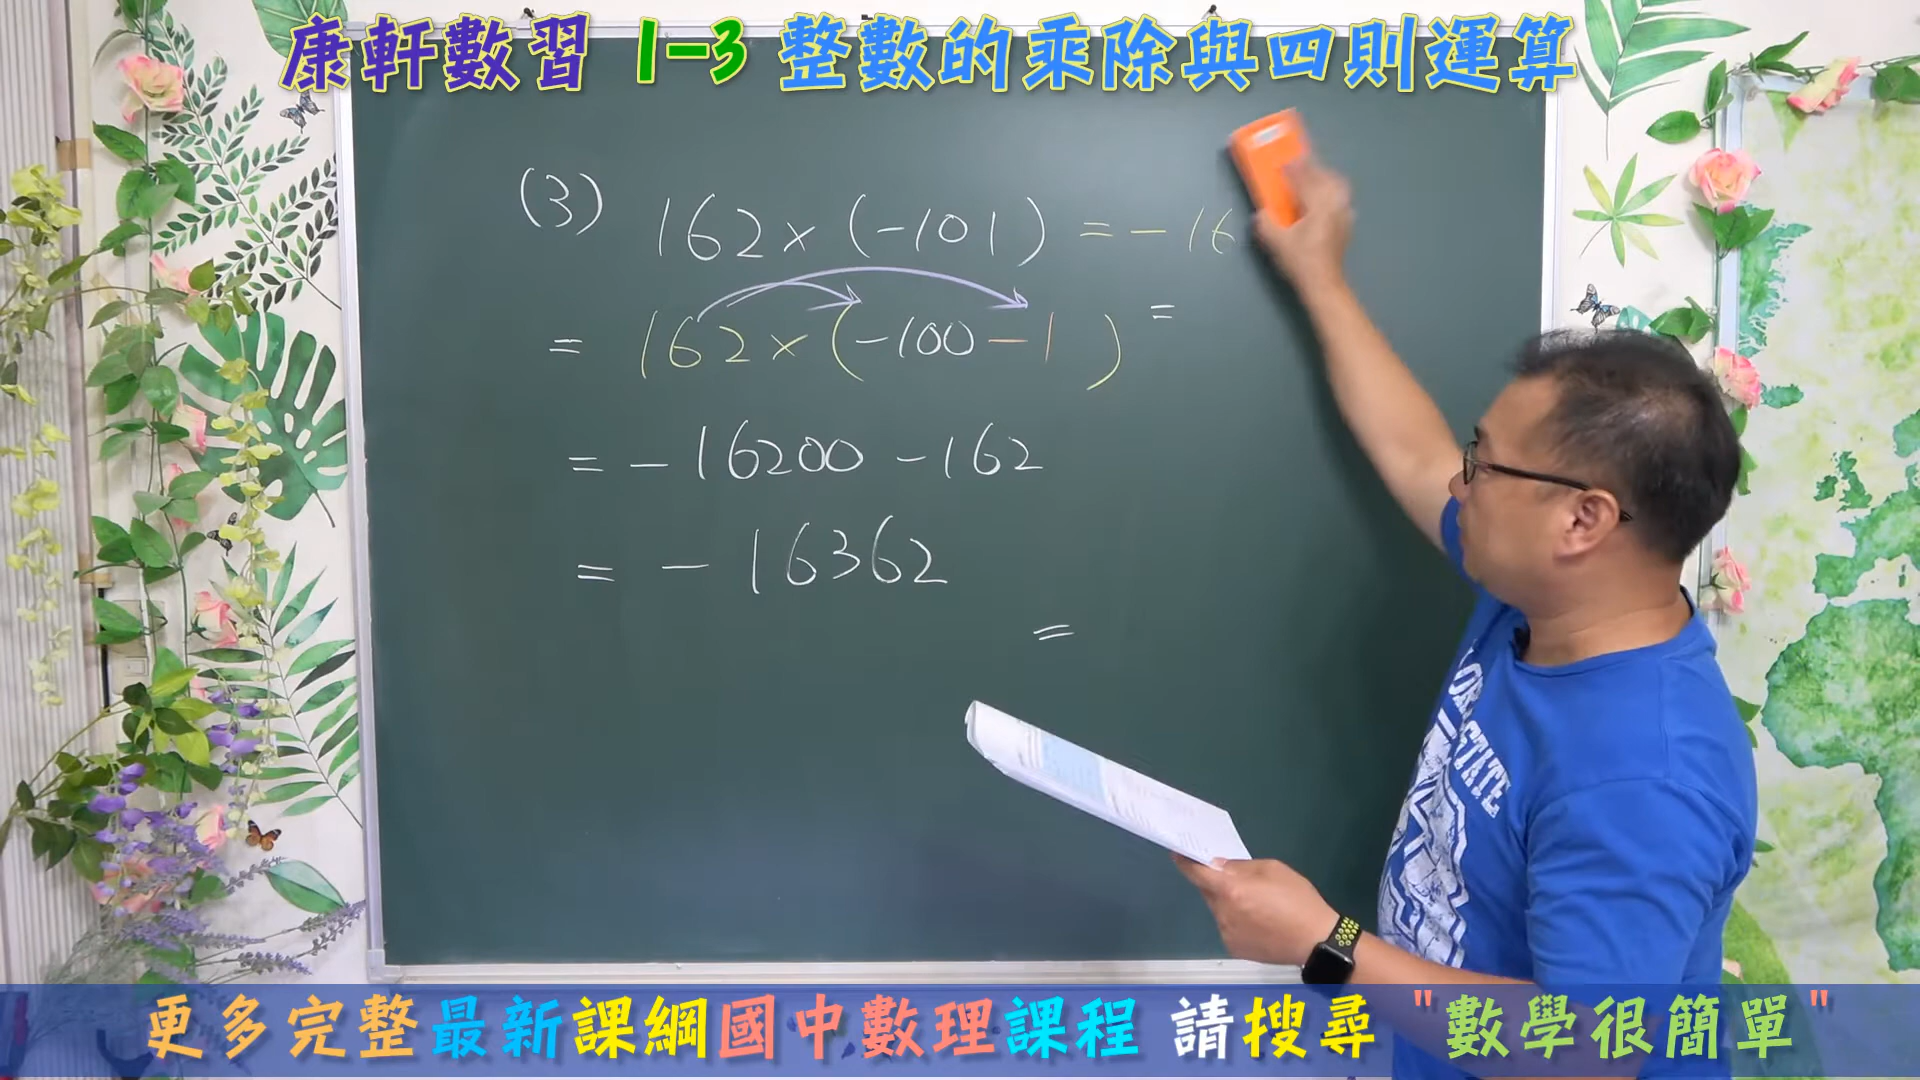 康軒數習 1-3 整數的乘除與四則運算
(3) 162×(-101) = -16
= 162×(-100-1) =
= -16200 -162
= -16362
=
STATE
更多完整最新課綱國中數理課程 請搜尋 "數學很簡單"